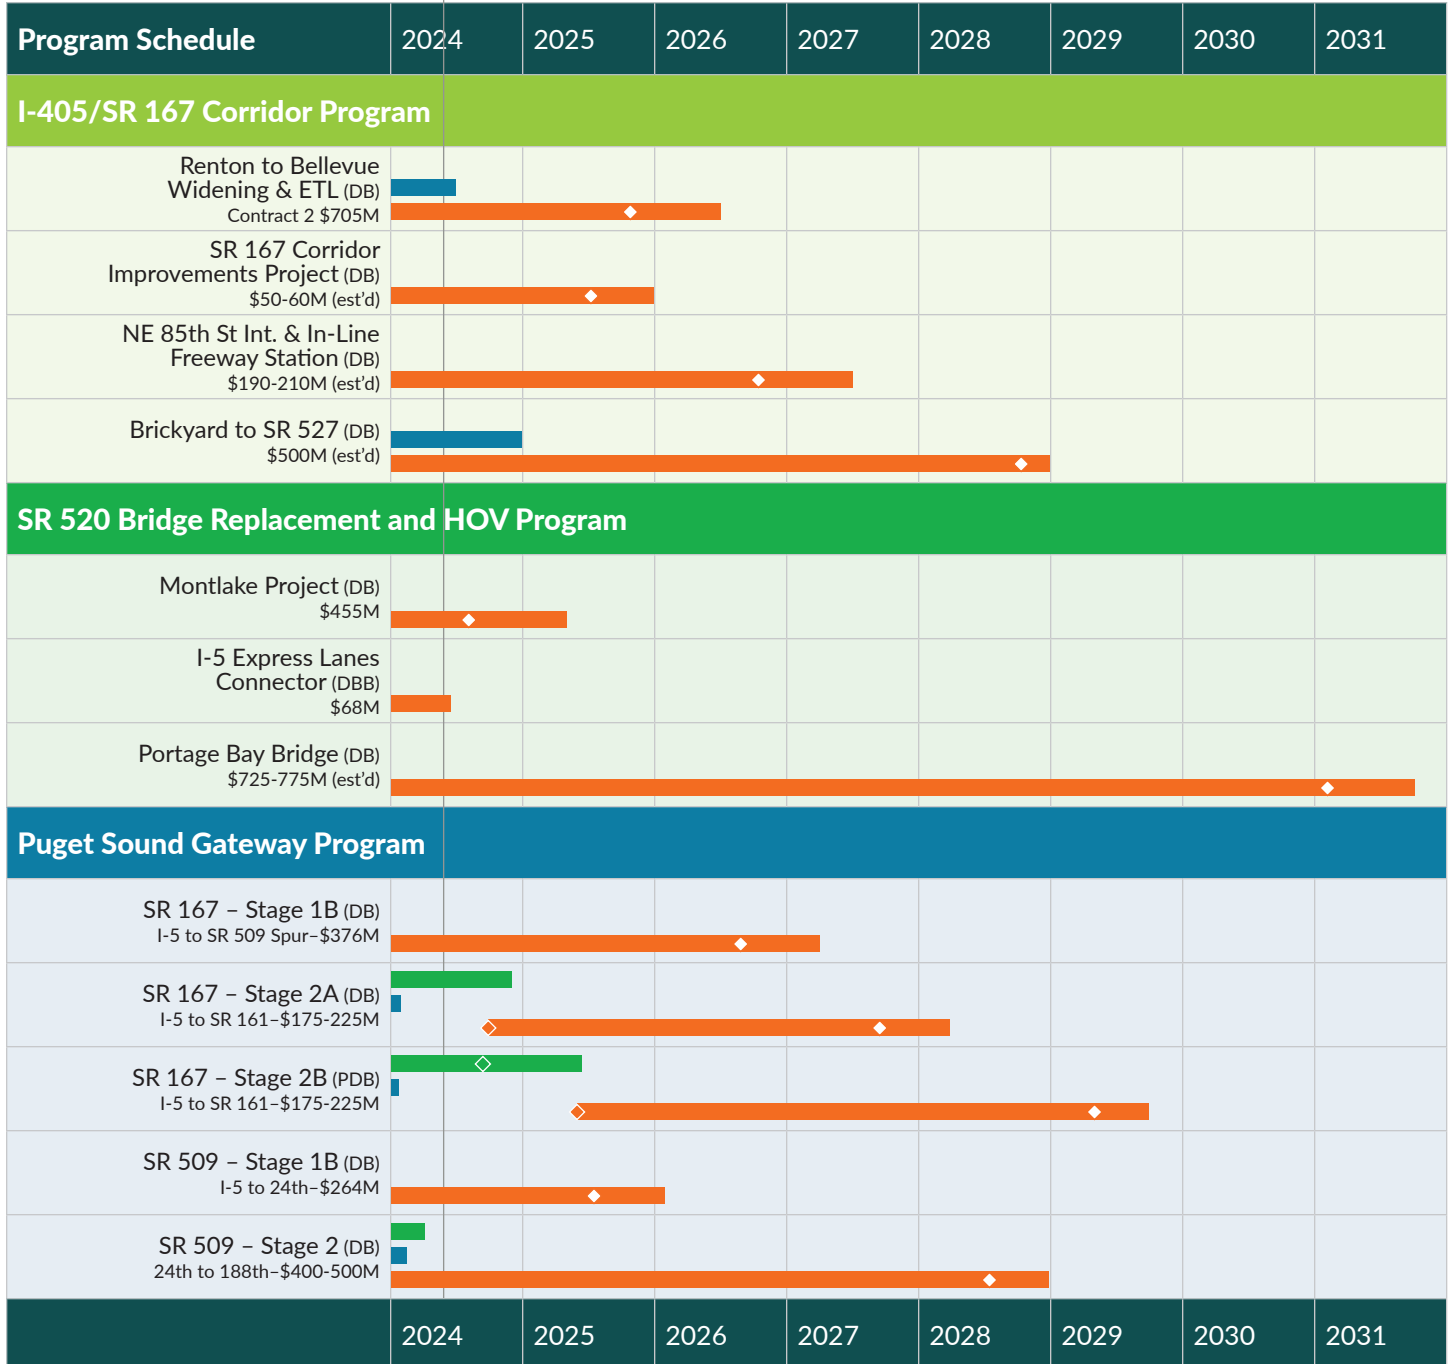 Program Schedule 2024 2025 2026 2027 2028 2029 2030 2031
I-405/SR 167 Corridor Program
Renton to Bellevue
Widening & ETL (DB)
Contract 2 $705M
SR 167 Corridor
Improvements Project (DB)
$50-60M (est’d)
NE 85th St Int. & In-Line
Freeway Station (DB)
$190-210M (est’d)
Brickyard to SR 527 (DB)
$500M (est’d)
SR 520 Bridge Replacement and HOV Program
Montlake Project (DB)
$455M
I-5 Express Lanes
Connector (DBB)
$68M
Portage Bay Bridge (DB)
$725-775M (est’d)
Puget Sound Gateway Program
SR 167 – Stage 1B (DB)
I-5 to SR 509 Spur–$376M
SR 167 – Stage 2A (DB)
I-5 to SR 161–$175-225M
SR 167 – Stage 2B (PDB)
I-5 to SR 161–$175-225M
SR 509 – Stage 1B (DB)
I-5 to 24th–$264M
SR 509 – Stage 2 (DB)
24th to 188th–$400-500M
2024 2025 2026 2027 2028 2029 2030 2031